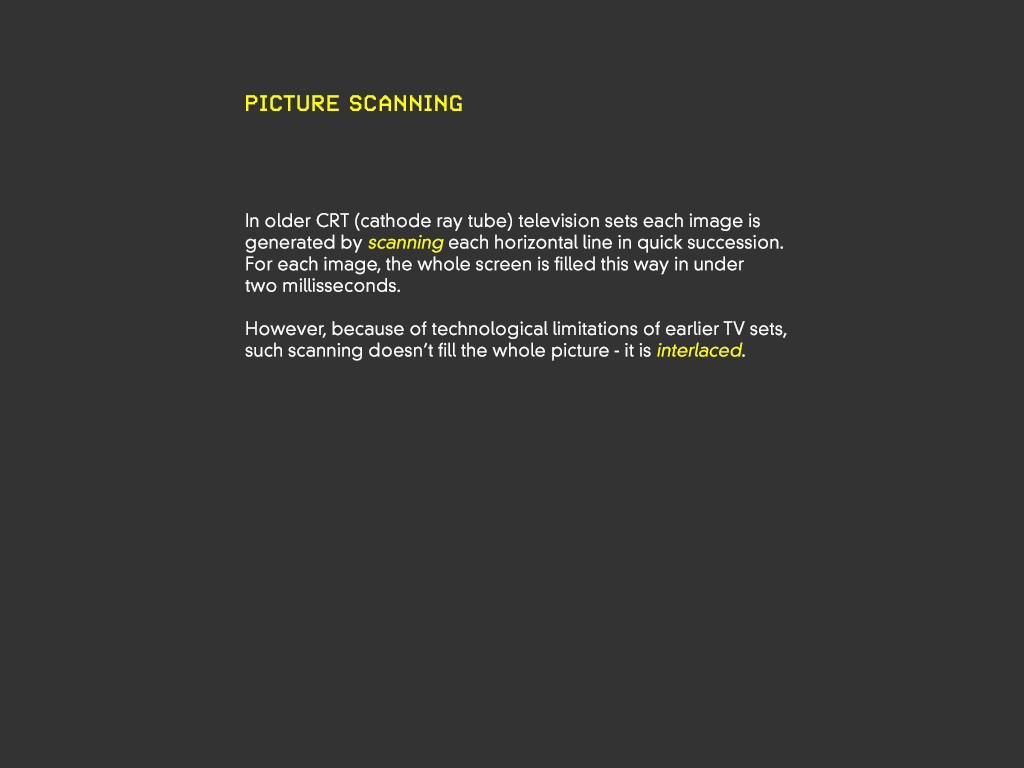 PICTURE SCANNING
In older CRT (cathode ray tube) television sets each image is
generated by scanning each horizontal line in quick succession.
For each image, the whole screen is filled this way in under
two millisseconds.
However, because of technological limitations of earlier TV sets,
such scanning doesn’t fill the whole picture - it is interlaced.